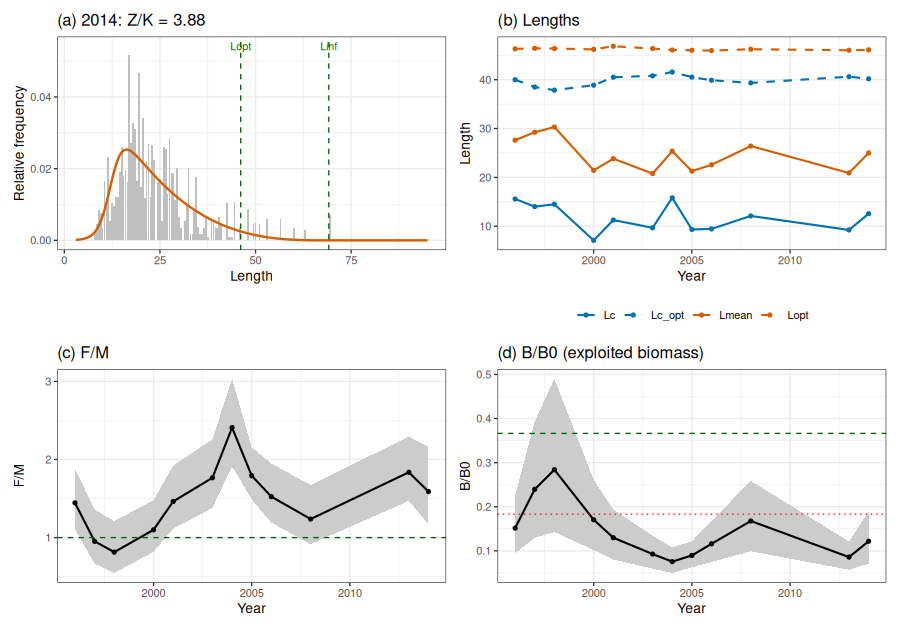 (a) 2014: Z/K = 3.88
Lopt
Linf
0.04
0.02
0.00
Relative frequency
0
25
50
75
Length
(b) Lengths
40
30
20
10
Length
2000
2005
2010
Year
Lc
Lc_opt
Lmean
Lopt
(c) F/M
3
2
1
F/M
2000
2005
2010
Year
(d) B/B0 (exploited biomass)
0.5
0.4
0.3
0.2
0.1
B/B0
2000
2005
2010
Year